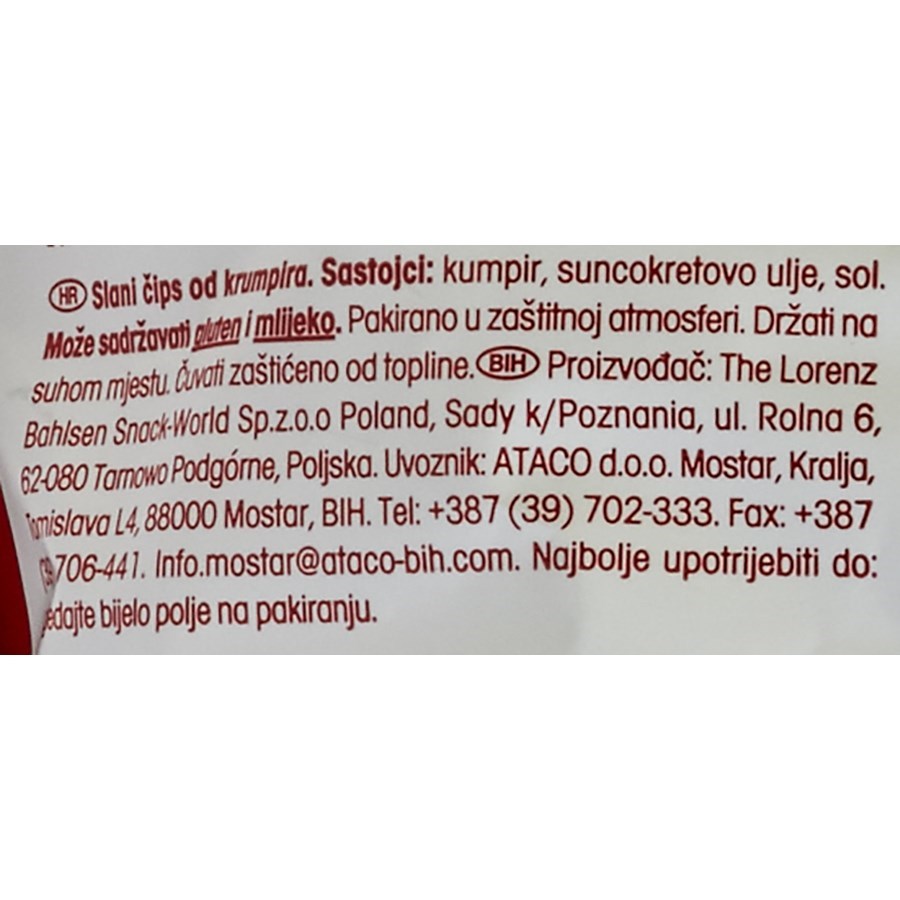 HR Slani čips od krumpira. Sastojci: kumpir, suncokretovo ulje, sol.
Može sadržavati gluten i mlijeko. Pakirano u zaštitnoj atmosferi. Držati na
suhom mjestu. Čuvati zaštićeno od topline. BIH Proizvođač: The Lorenz
Bahlsen Snack-World Sp.z.o.o Poland, Sady k/Poznania, ul. Rolna 6,
62-080 Tarnowo Podgórne, Poljska. Uvoznik: ATACO d.o.o. Mostar, Kralja,
Tomislava L4, 88000 Mostar, BIH. Tel: +387 (39) 702-333. Fax: +387
706-441. Info.mostar@ataco-bih.com. Najbolje upotrijebiti do:
bijelo polje na pakiranju.